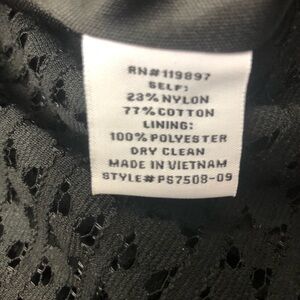 RN#119897
SELF:
23%NYLON
77%COTTON
LINING:
100%POLYESTER
DRY CLEAN
MADE IN VIETNAM
STYLE#PS7508-09